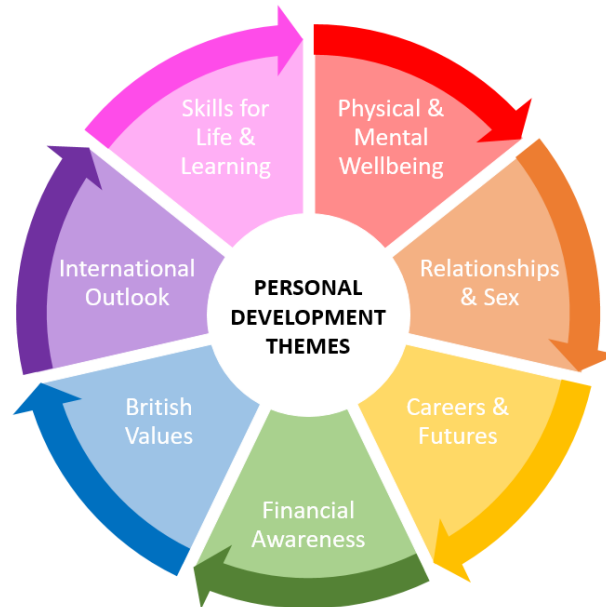 PERSONAL
DEVELOPMENT
THEMES
Physical &
Mental
Wellbeing
Relationships
& Sex
Careers &
Futures
Financial
Awareness
British
Values
International
Outlook
Skills for
Life &
Learning